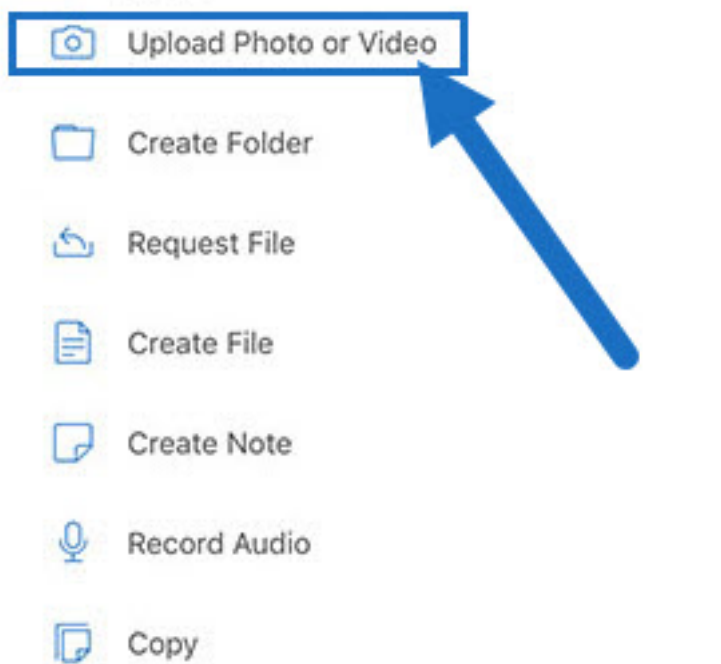 Upload Photo or Video
Create Folder
Request File
Create File
Create Note
Record Audio
Copy